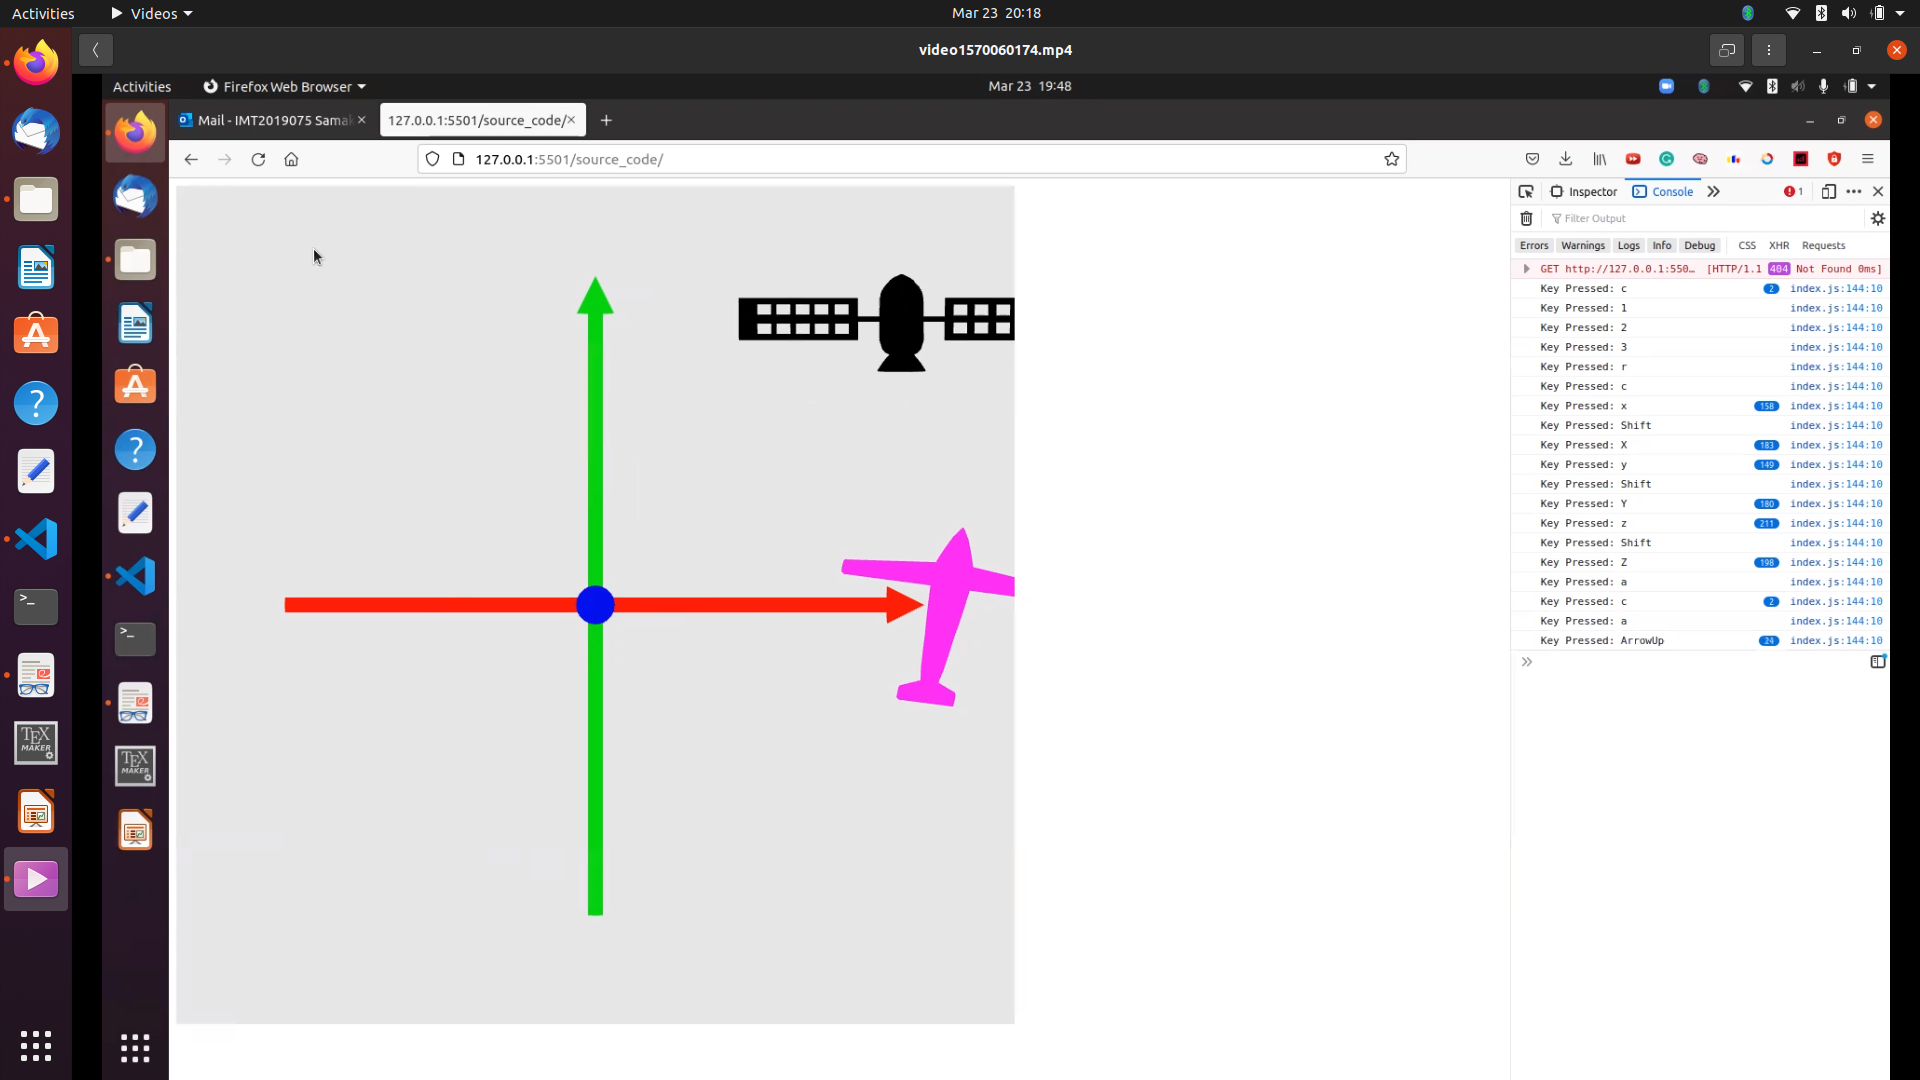 Activities
Videos
Mar 23 20:18
video1570060174.mp4
Activities
Firefox Web Browser
Mar 23 19:48
Mail - IMT2019075 Sama
127.0.0.1:5501/source_code/
127.0.0.1:5501/source_code/
Inspector
Console
1
Filter Output
Errors Warnings Logs Info Debug CSS XHR Requests
GET http://127.0.0.1:550… [HTTP/1.1 404 Not Found 0ms]
Key Pressed: c 2 index.js:144:10
Key Pressed: 1 index.js:144:10
Key Pressed: 2 index.js:144:10
Key Pressed: 3 index.js:144:10
Key Pressed: r index.js:144:10
Key Pressed: c index.js:144:10
Key Pressed: x 158 index.js:144:10
Key Pressed: Shift index.js:144:10
Key Pressed: X 183 index.js:144:10
Key Pressed: y 149 index.js:144:10
Key Pressed: Shift index.js:144:10
Key Pressed: Y 180 index.js:144:10
Key Pressed: z 211 index.js:144:10
Key Pressed: Shift index.js:144:10
Key Pressed: Z 198 index.js:144:10
Key Pressed: a index.js:144:10
Key Pressed: c 2 index.js:144:10
Key Pressed: a index.js:144:10
Key Pressed: ArrowUp 24 index.js:144:10
TEX
MAKER
TEX
MAKER